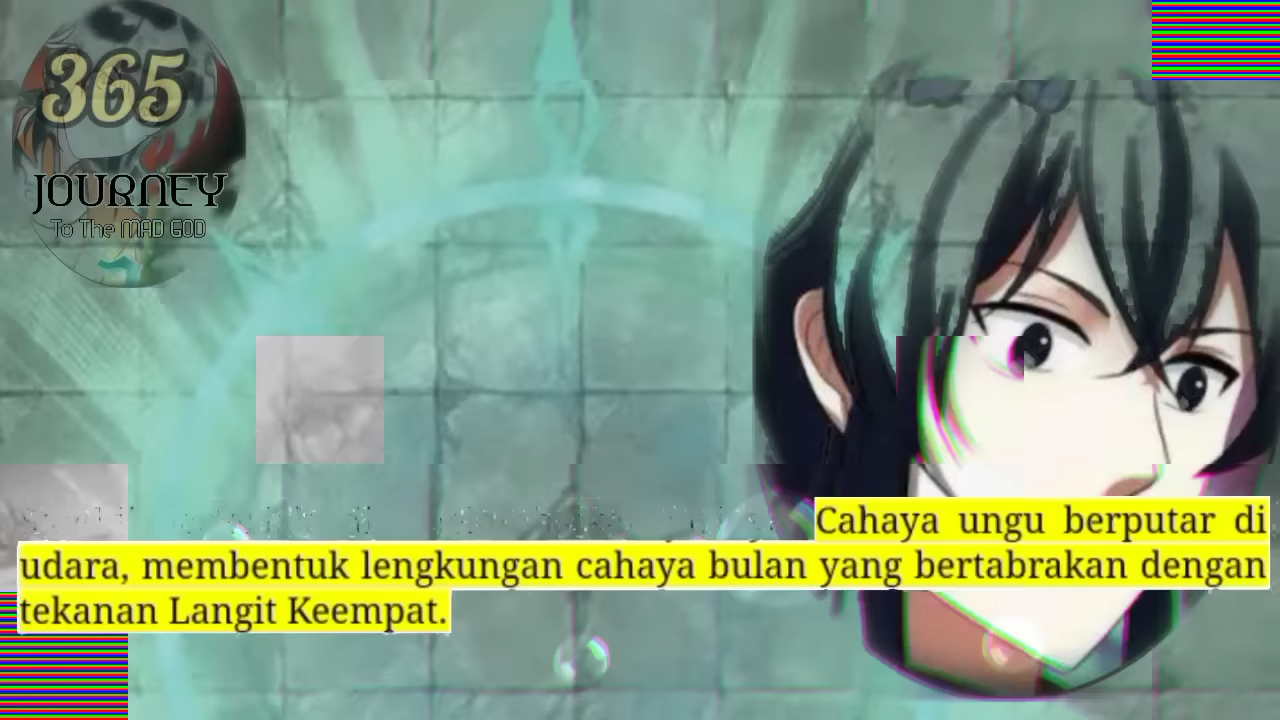 365
JOURNEY
To The MAD GOD
Cahaya ungu berputar di
udara, membentuk lengkungan cahaya bulan yang bertabrakan dengan
tekanan Langit Keempat.